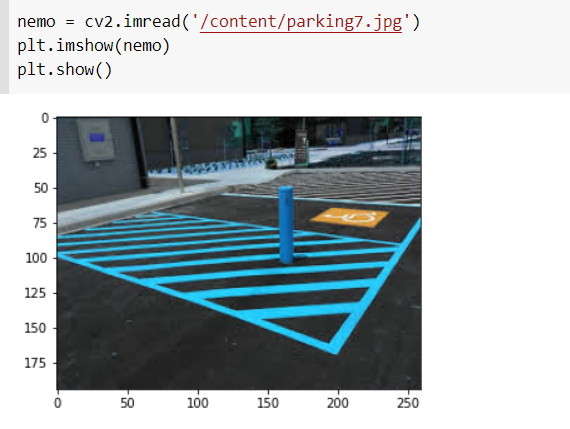 nemo = cv2.imread('/content/parking7.jpg')
plt.imshow(nemo)
plt.show()
0
25
50
75
100
125
150
175
0 50 100 150 200 250